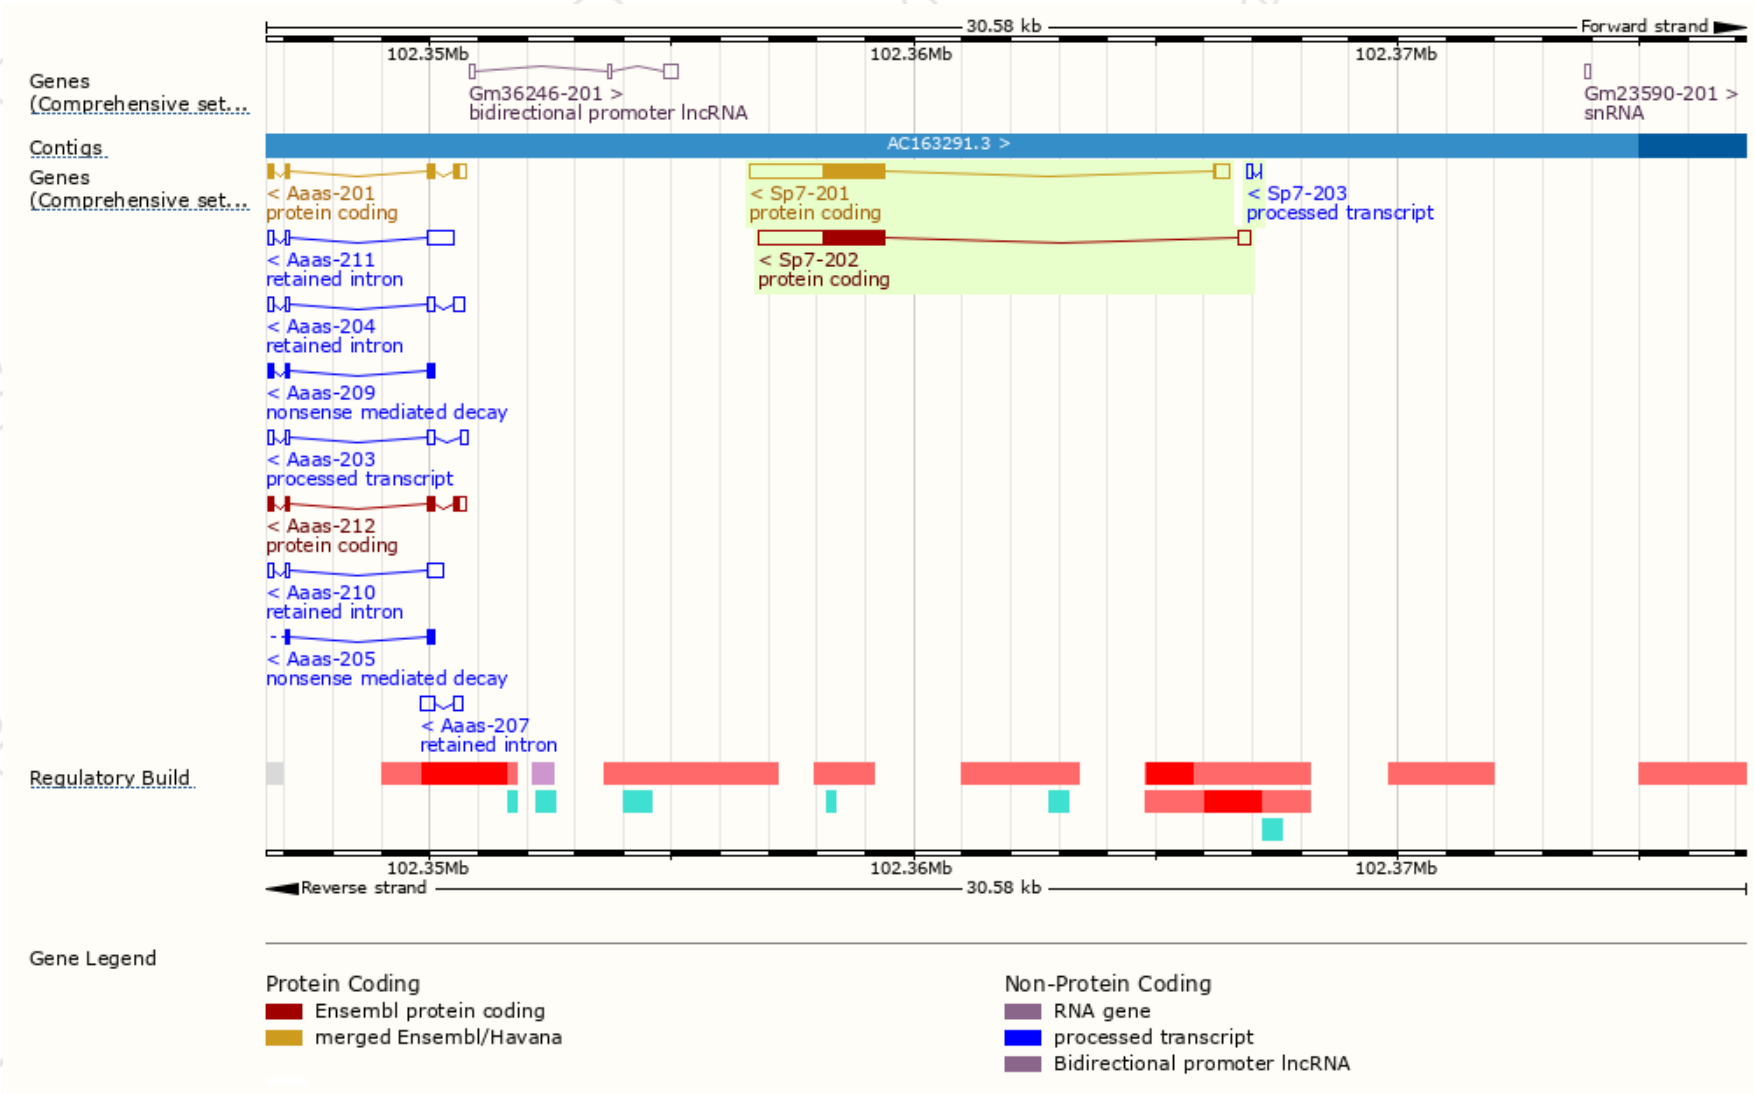 30.58 kb
Forward strand
102.35Mb 102.36Mb 102.37Mb
Genes
(Comprehensive set...
Gm36246-201 >
bidirectional promoter lncRNA
Gm23590-201 >
snRNA
Contigs
AC163291.3 >
Genes
(Comprehensive set...
< Aaas-201
protein coding
< Sp7-201
protein coding
< Sp7-203
processed transcript
< Aaas-211
retained intron
< Sp7-202
protein coding
< Aaas-204
retained intron
< Aaas-209
nonsense mediated decay
< Aaas-203
processed transcript
< Aaas-212
protein coding
< Aaas-210
retained intron
< Aaas-205
nonsense mediated decay
< Aaas-207
retained intron
Regulatory Build
102.35Mb 102.36Mb 102.37Mb
Reverse strand
30.58 kb
Gene Legend
Protein Coding
Ensembl protein coding
merged Ensembl/Havana
Non-Protein Coding
RNA gene
processed transcript
Bidirectional promoter lncRNA